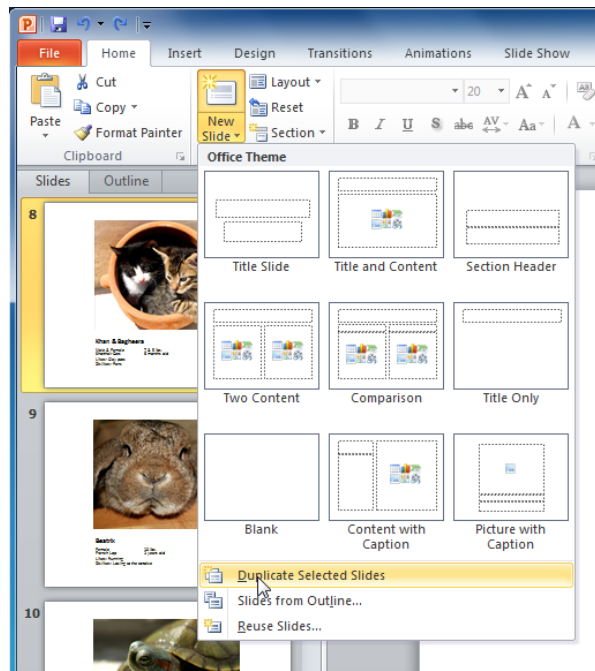 File Home Insert Design Transitions Animations Slide Show
Cut
Copy
Format Painter
Paste
Clipboard
New
Slide
Layout
Reset
Section
20
B I U S abc AV Aa A
Slides Outline
Office Theme
Title Slide Title and Content Section Header
Two Content Comparison Title Only
Blank Content with Caption Picture with Caption
Duplicate Selected Slides
Slides from Outline...
Reuse Slides...
8
Khan & Bagheera
9
Beatrix
10